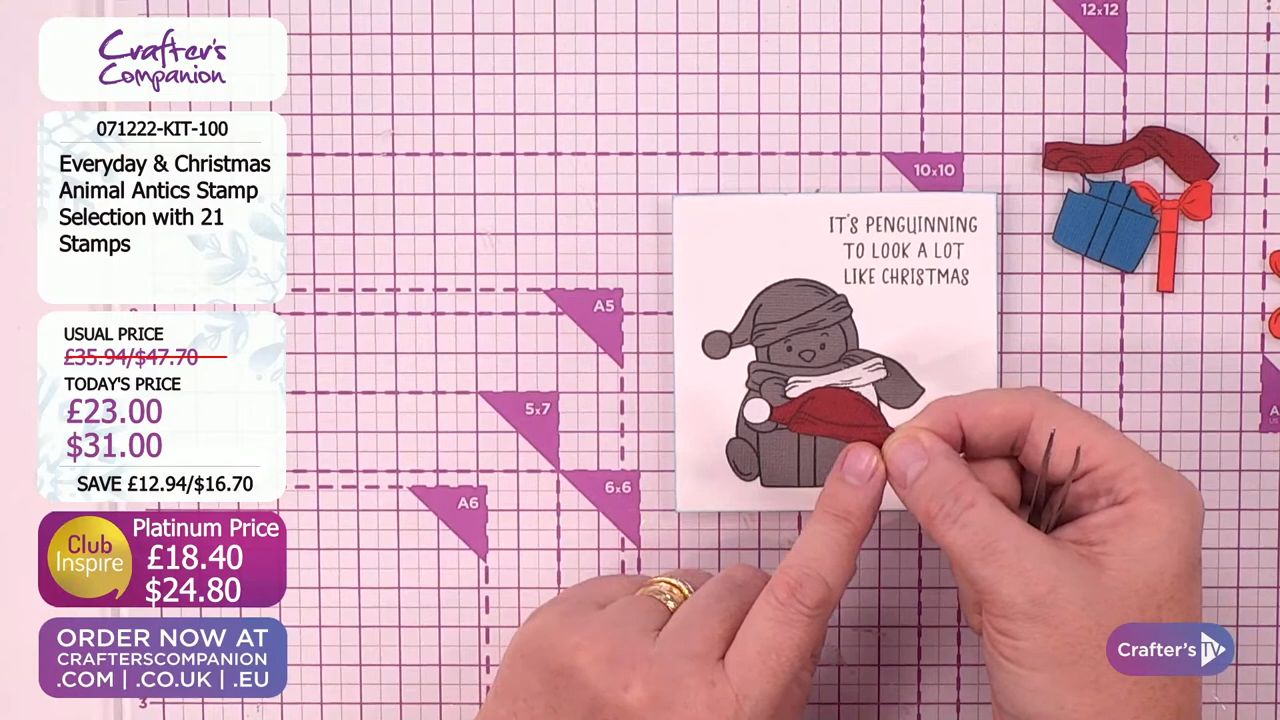 Crafter's
Companion
071222-KIT-100
Everyday & Christmas
Animal Antics Stamp
Selection with 21
Stamps
USUAL PRICE
£35.94/$47.70
TODAY'S PRICE
£23.00
$31.00
SAVE £12.94/$16.70
Club
Inspire
Platinum Price
£18.40
$24.80
ORDER NOW AT
CRAFTERSCOMPANION
.COM | .CO.UK | .EU
12x12
10x10
IT'S PENGUINNING
TO LOOK A LOT
LIKE CHRISTMAS
A5
5x7
6x6
A6
3
Crafter's TV